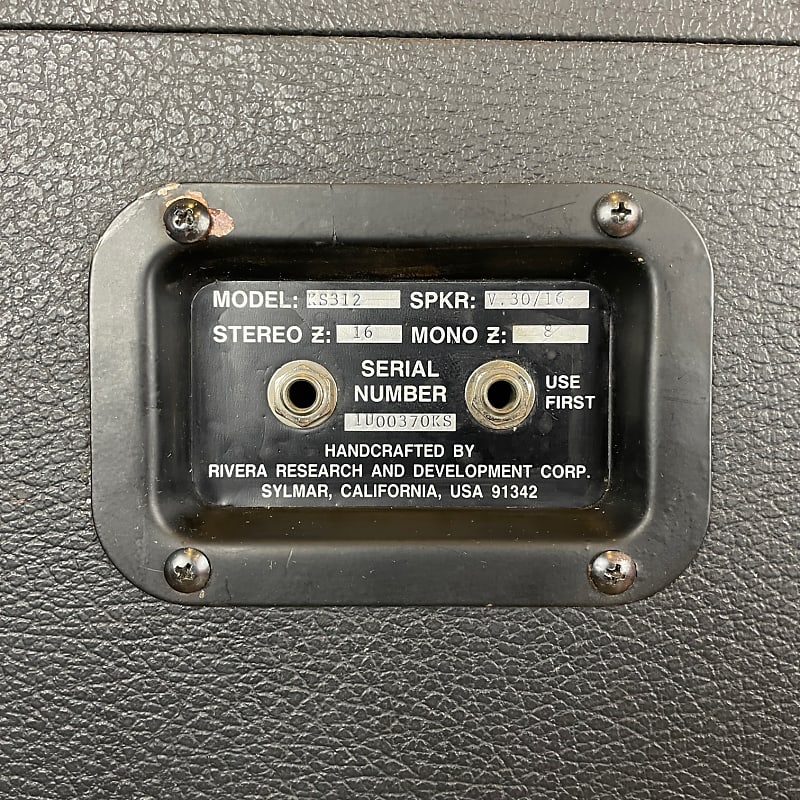 MODEL: KS312 SPKR: V.30/16
STEREO Z: 16 MONO Z: 8
SERIAL
NUMBER
USE
FIRST
1U00370KS
HANDCRAFTED BY
RIVERA RESEARCH AND DEVELOPMENT CORP.
SYLMAR, CALIFORNIA, USA 91342